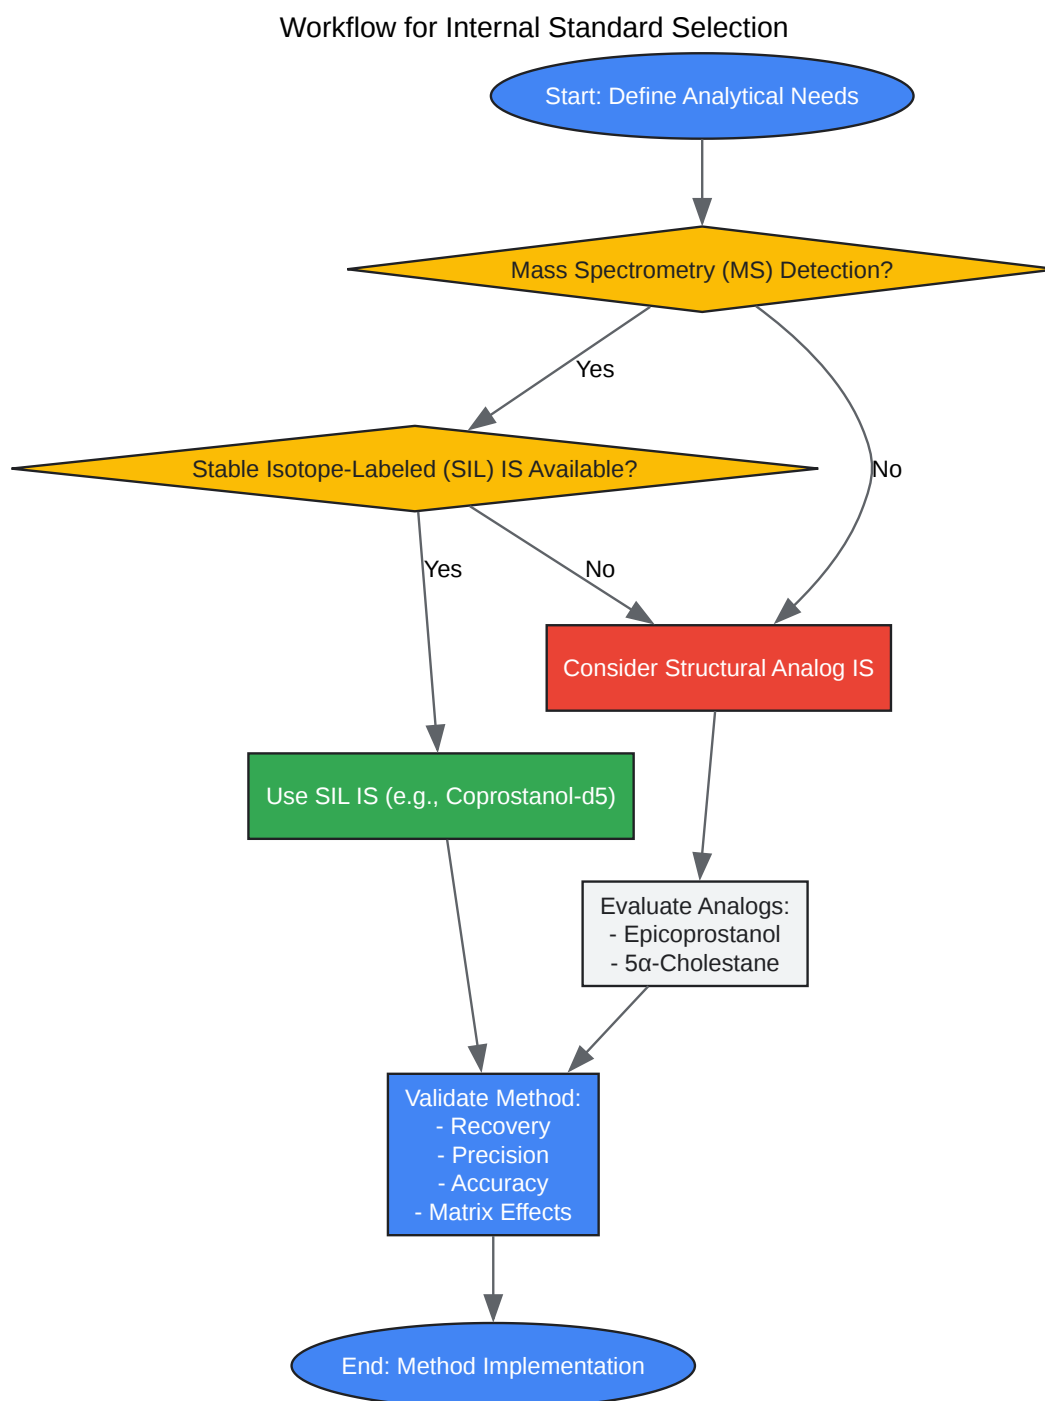 Workflow for Internal Standard Selection
Start: Define Analytical Needs
Mass Spectrometry (MS) Detection?
Yes
No
Stable Isotope-Labeled (SIL) IS Available?
Yes
No
Consider Structural Analog IS
Use SIL IS (e.g., Coprostanol-d5)
Evaluate Analogs:
- Epicoprostanol
- 5α-Cholestane
Validate Method:
- Recovery
- Precision
- Accuracy
- Matrix Effects
End: Method Implementation